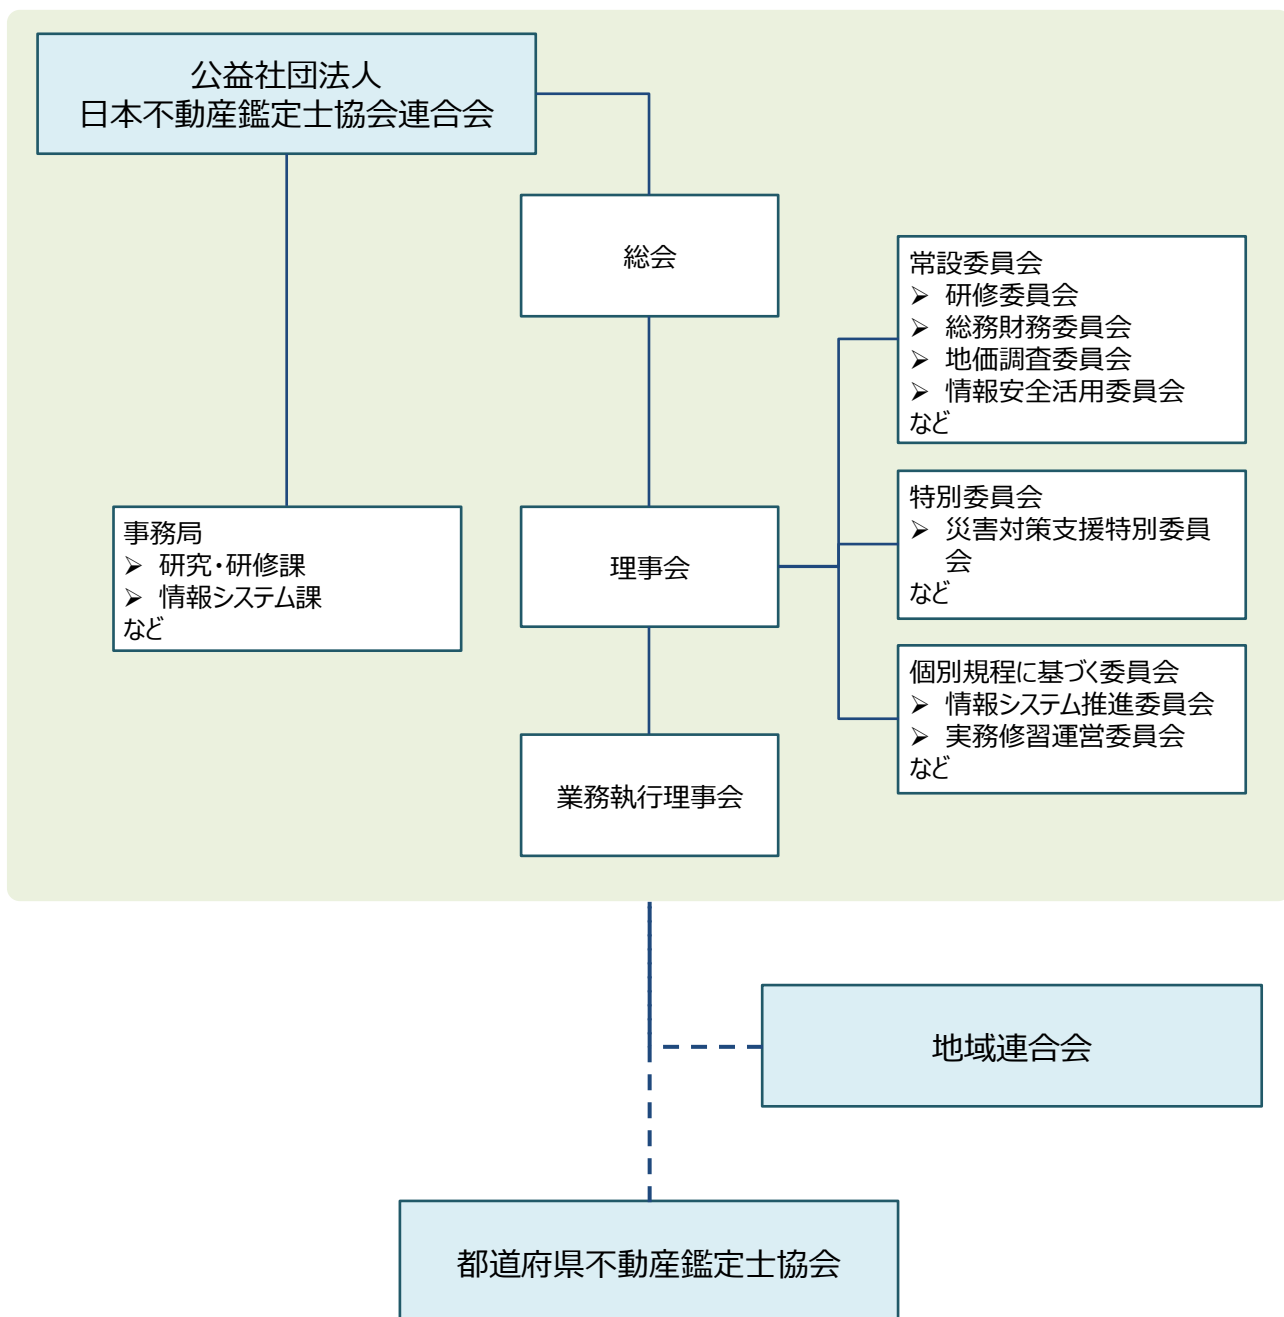 公益社団法人
日本不動産鑑定士協会連合会
総会
常設委員会
➢ 研修委員会
➢ 総務財務委員会
➢ 地価調査委員会
➢ 情報安全活用委員会
など
特別委員会
➢ 災害対策支援特別委員
会
など
事務局
➢ 研究・研修課
➢ 情報システム課
など
理事会
個別規程に基づく委員会
➢ 情報システム推進委員会
➢ 実務修習運営委員会
など
業務執行理事会
地域連合会
都道府県不動産鑑定士協会